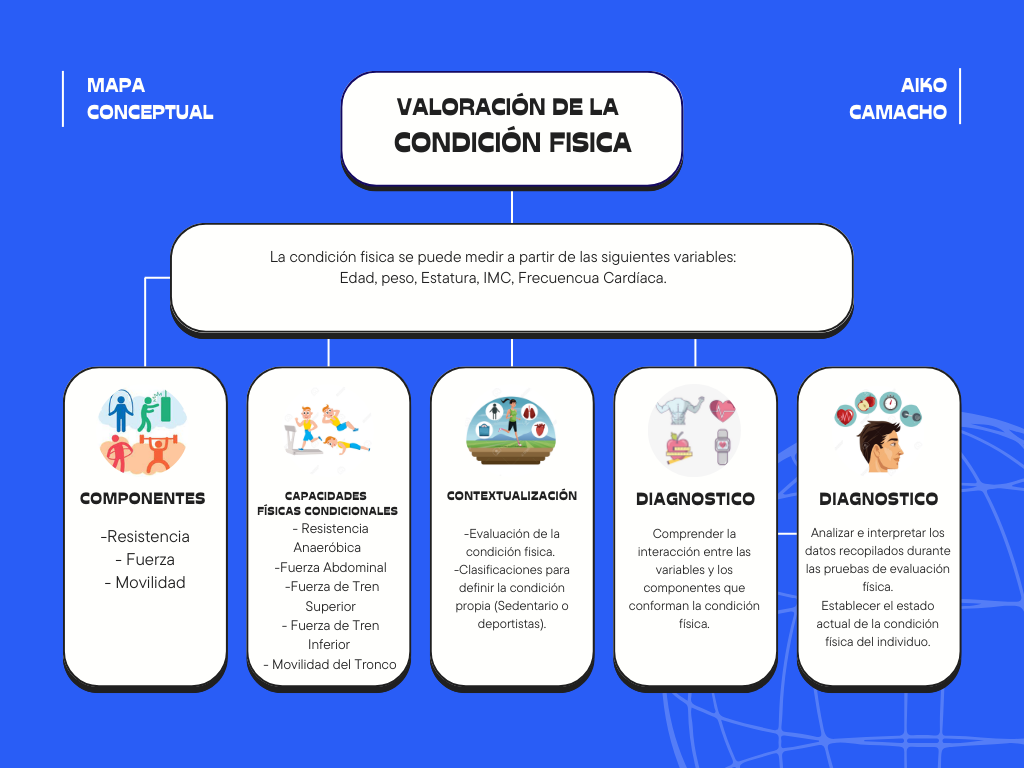 MAPA
CONCEPTUAL
AIKO
CAMACHO
VALORACIÓN DE LA
CONDICIÓN FISICA
La condición fisica se puede medir a partir de las siguientes variables:
Edad, peso, Estatura, IMC, Frecuencua Cardíaca.
COMPONENTES
-Resistencia
- Fuerza
- Movilidad
CAPACIDADES
FÍSICAS CONDICIONALES
- Resistencia
Anaeróbica
-Fuerza Abdominal
-Fuerza de Tren
Superior
- Fuerza de Tren
Inferior
- Movilidad del Tronco
CONTEXTUALIZACIÓN
-Evaluación de la
condición fisica.
-Clasificaciones para
definir la condición
propia (Sedentario o
deportistas).
DIAGNOSTICO
Comprender la
interacción entre las
variables y los
componentes que
conforman la condición
física.
DIAGNOSTICO
Analizar e interpretar los
datos recopilados durante
las pruebas de evaluación
física.
Establecer el estado
actual de la condición
física del individuo.